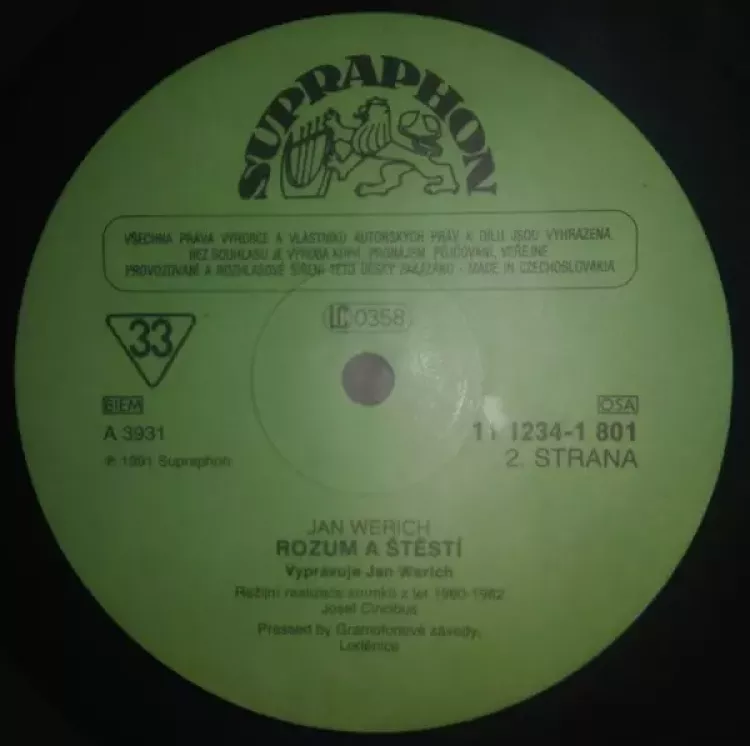 SUPRAPHON
VŠECHNA PRÁVA VÝROBCE A VLASTNÍKŮ AUTORSKÝCH PRÁV K DÍLU JSOU VYHRAZENA.
BEZ SOUHLASU JE VÝROBA KOPIÍ, PRONÁJEM, PŮJČOVÁNÍ, VEŘEJNÉ
PROVOZOVÁNÍ A ROZHLASOVÉ ŠÍŘENÍ TÉTO DESKY ZAKÁZÁNO - MADE IN CZECHOSLOVAKIA.
33
LC 0358
BIEM
OSA
A 3931
11 1234-1 801
℗ 1991 Supraphon
2. STRANA
JAN WERICH
ROZUM A ŠTĚSTÍ
Vypravuje Jan Werich
Režijní realizace snímků z let 1960-1962
Josef Cincibus
Pressed by Gramofonové závody,
Loděnice